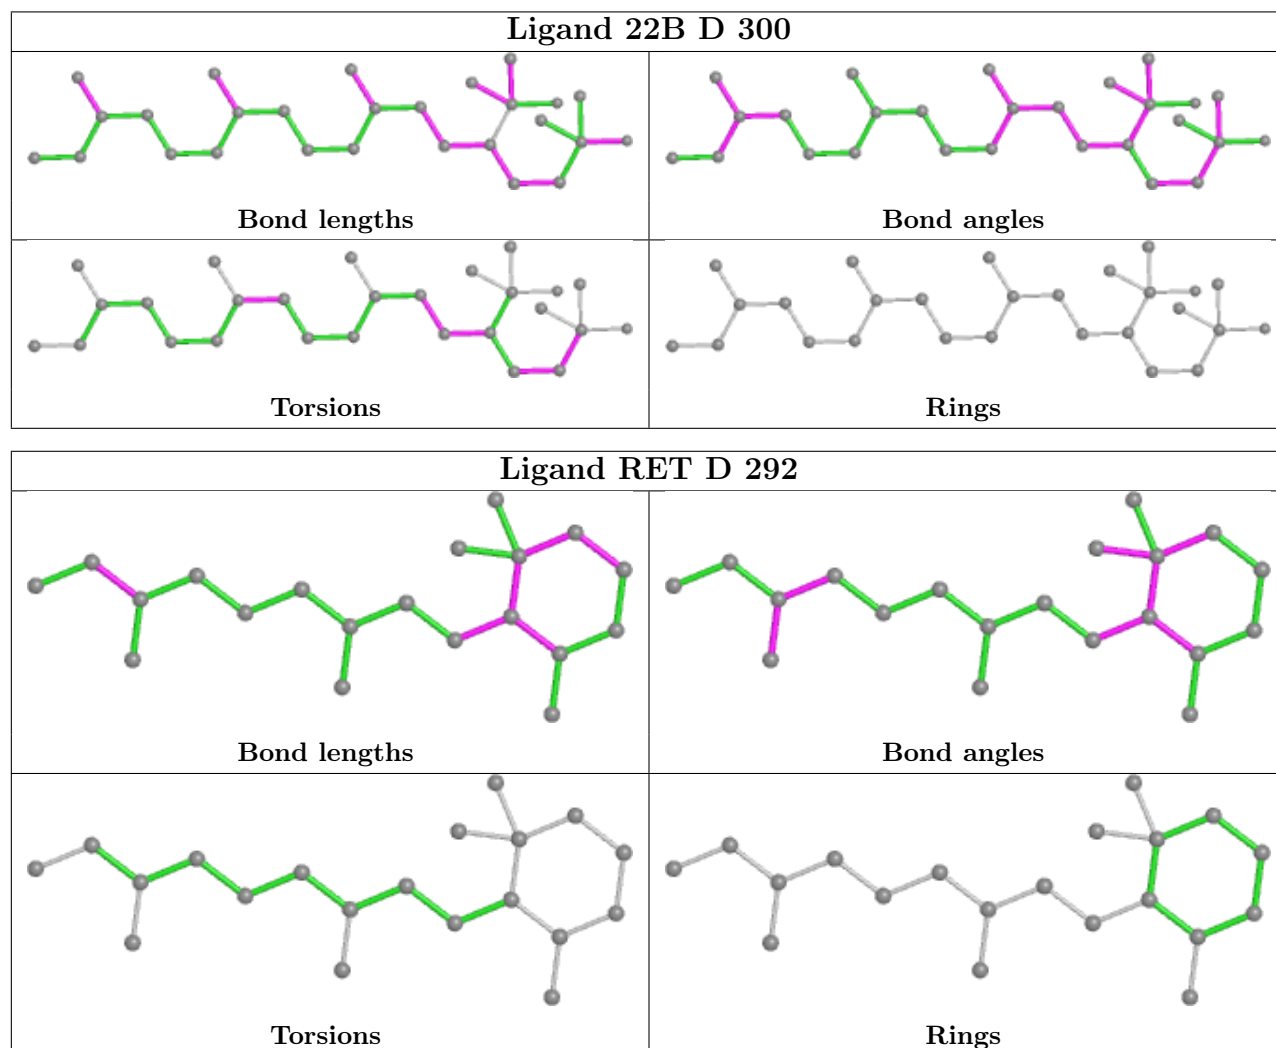 Ligand 22B D 300
Bond lengths
Bond angles
Torsions
Rings
Ligand RET D 292
Bond lengths
Bond angles
Torsions
Rings